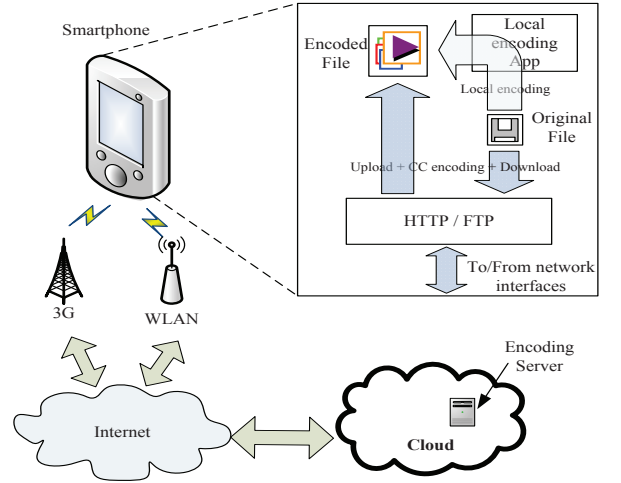 Smartphone
Encoded
File
Local
encoding
App
Local encoding
Original
File
Upload + CC encoding + Download
HTTP / FTP
To/From network
interfaces
3G
WLAN
Encoding
Server
Internet
Cloud